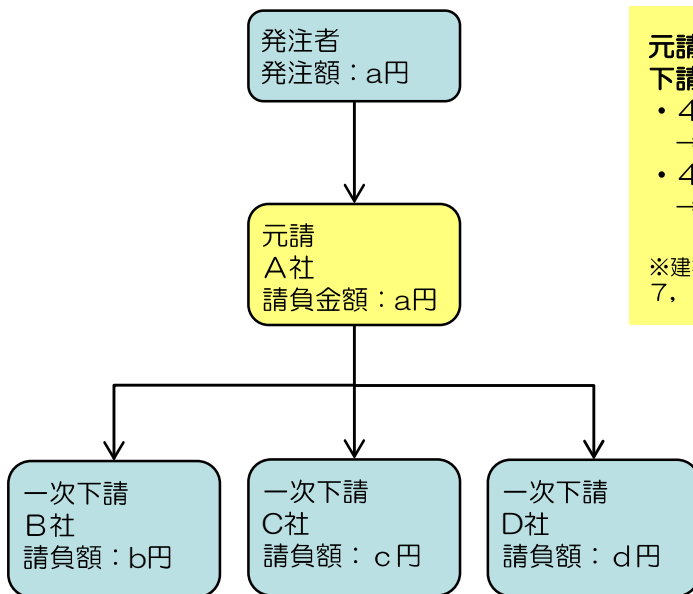 発注者
発注額：a円
元請
下請
・４
→
・４
→
※建
７，
元請
Ａ社
請負金額：a円
一次下請
Ｂ社
請負額：b円
一次下請
Ｃ社
請負額：ｃ円
一次下請
Ｄ社
請負額：ｄ円